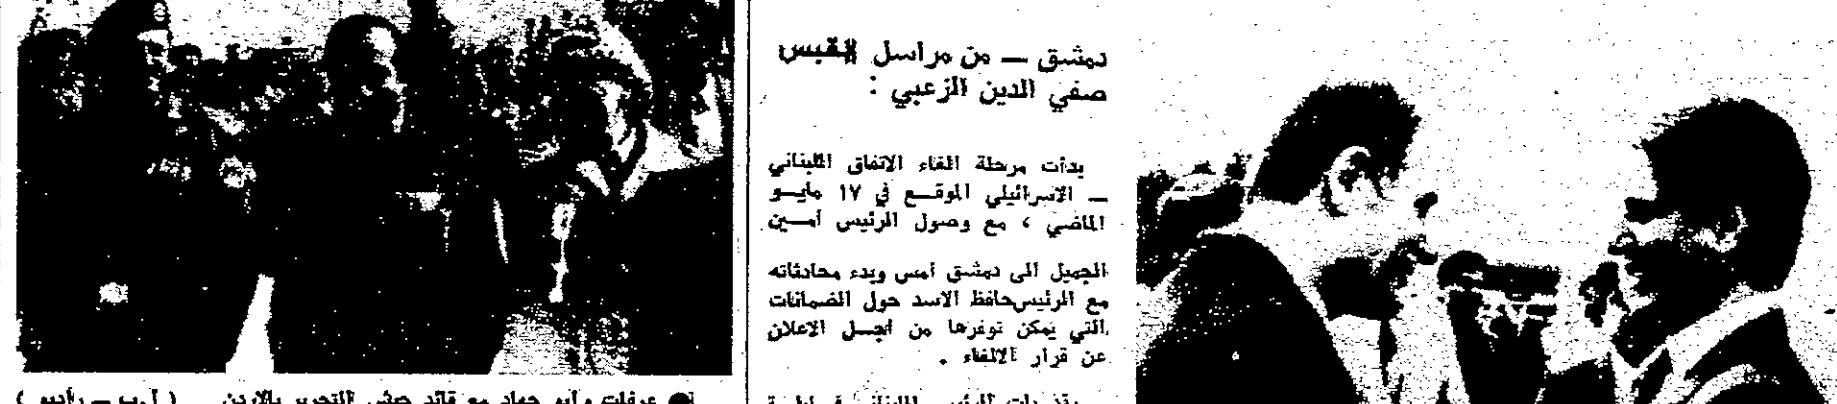 دمشق — من مراسل القبس
صفي الدين الزعبي :
بدأت مرحلة الغاء الاتفاق اللبناني
— الاسرائيلي الموقع في ١٧ مايو
الماضي ، مع وصول الرئيس أمين
الجميل الى دمشق أمس وبدء محادثاته
مع الرئيس حافظ الاسد حول الضمانات
التي يمكن توفرها من اجل الاعلان
عن قرار الالغاء .
عرفات وأبو جهاد مع قائد جيش التحرير بالاردن ( أ.ب — راديو )